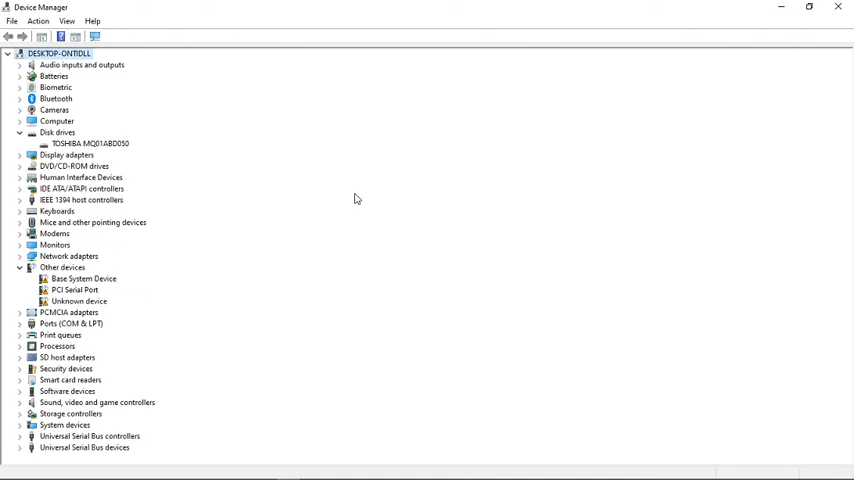 Device Manager
File Action View Help
DESKTOP-ONTIDLL
Audio inputs and outputs
Batteries
Biometric
Bluetooth
Cameras
Computer
Disk drives
TOSHIBA MQ01ABD050
Display adapters
DVD/CD-ROM drives
Human Interface Devices
IDE ATA/ATAPI controllers
IEEE 1394 host controllers
Keyboards
Mice and other pointing devices
Modems
Monitors
Network adapters
Other devices
Base System Device
PCI Serial Port
Unknown device
PCMCIA adapters
Ports (COM & LPT)
Print queues
Processors
SD host adapters
Security devices
Smart card readers
Software devices
Sound, video and game controllers
Storage controllers
System devices
Universal Serial Bus controllers
Universal Serial Bus devices